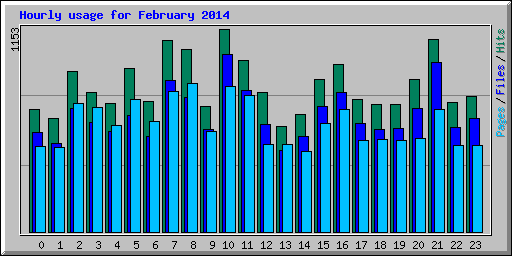 Hourly usage for February 2014
1153
Pages / Files / Hits
0 1 2 3 4 5 6 7 8 9 10 11 12 13 14 15 16 17 18 19 20 21 22 23